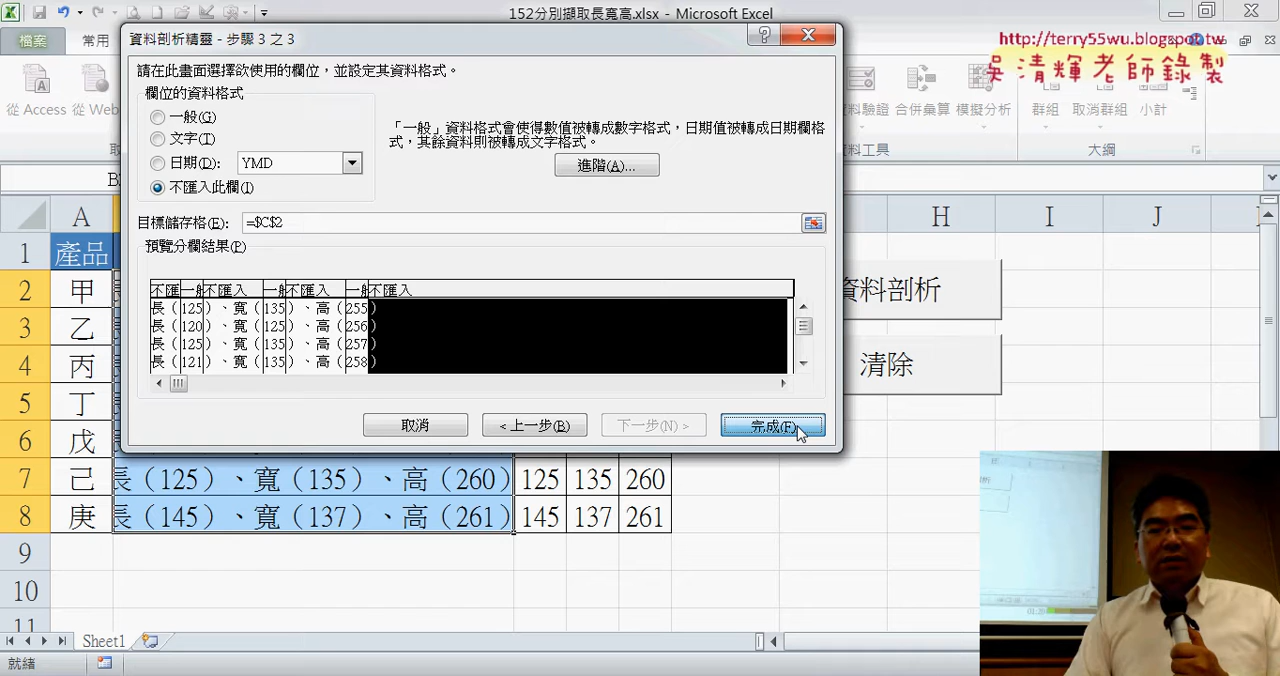 152分別擷取長寬高.xlsx - Microsoft Excel
http://terry55wu.blogspot.tw
吳清輝老師錄製
檔案 常用
從 Access 從 Web
資料驗證 合併彙算 模擬分析 群組 取消群組 小計
料工具 大綱
資料剖析精靈 - 步驟 3 之 3
請在此畫面選擇欲使用的欄位，並設定其資料格式。
欄位的資料格式
一般(G)
文字(T)
日期(D): YMD
不匯入此欄(I)
「一般」資料格式會使得數值被轉成數字格式，日期值被轉成日期欄格式，其餘資料則被轉成文字格式。
進階(A)...
目標儲存格(E): =$C$2
預覽分欄結果(P)
不匯一般不匯入 一般不匯入 一般不匯入
長（125）、寬（135）、高（255）
長（120）、寬（125）、高（256）
長（125）、寬（135）、高（257）
長（121）、寬（135）、高（258）
取消 < 上一步(B) 下一步(N) > 完成(F)
A H I J
1 產品
2 甲
3 乙
4 丙
5 丁
6 戊
7 己 長（125）、寬（135）、高（260） 125 135 260
8 庚 長（145）、寬（137）、高（261） 145 137 261
9
10
11
資料剖析
清除
Sheet1
就緒